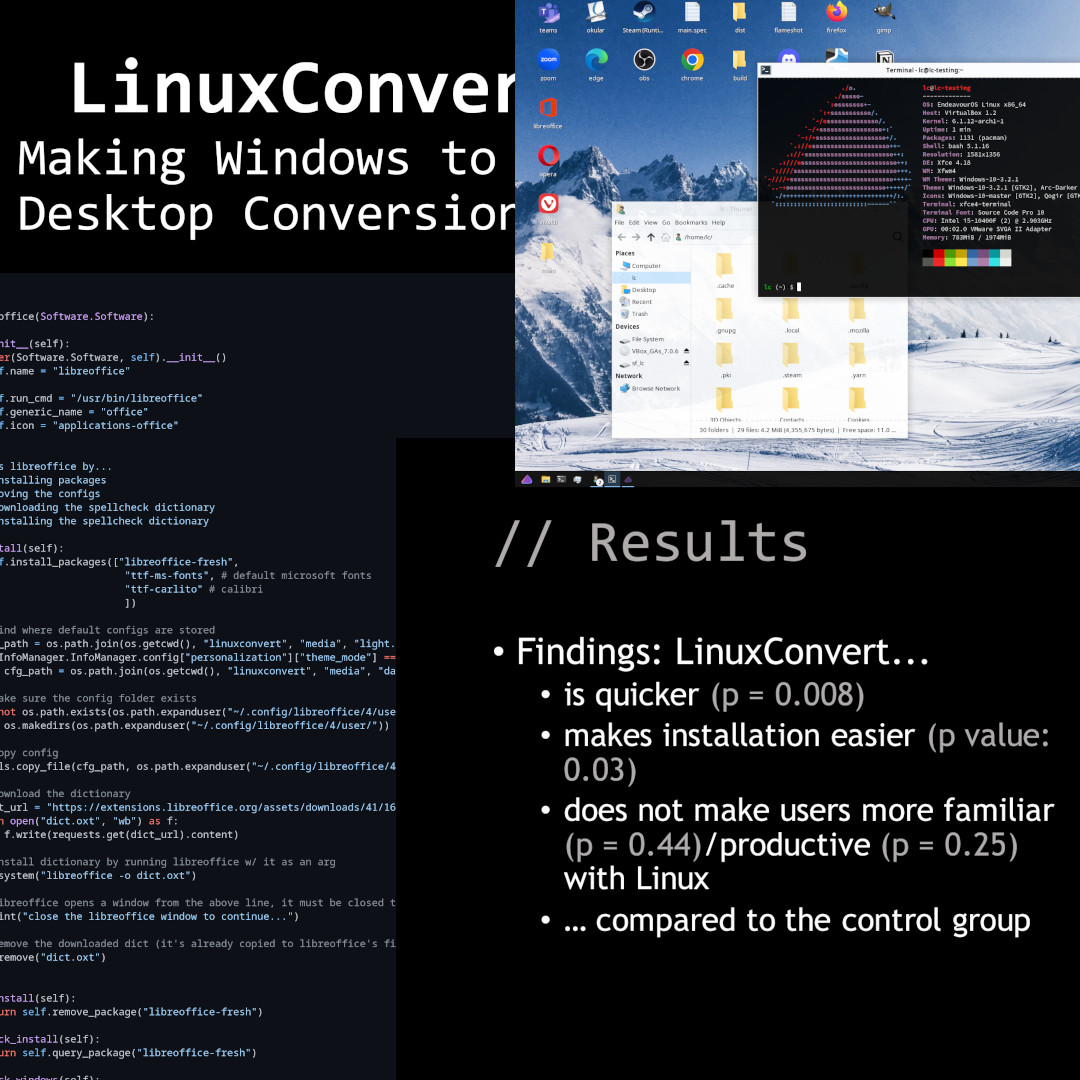 LinuxConver
Making Windows to
Desktop Conversion
teams
okular
Steam (Runti...
main.spec
dist
flameshot
firefox
gimp
zoom
edge
obs
chrome
build
libreoffice
opera
Terminal - lc@lc-testing:~
lc@lc-testing
-------------
OS: EndeavourOS Linux x86_64
Host: VirtualBox 1.2
Kernel: 6.1.12-arch1-1
Uptime: 1 min
Packages: 1131 (pacman)
Shell: bash 5.1.16
Resolution: 1581x1356
DE: Xfce 4.18
WM: Xfwm4
WM Theme: Windows-10-3.2.1
Theme: Windows-10-3.2.1 [GTK2], Arc-Darker
Icons: Windows-10-master [GTK2], Qogir [GTK
Terminal: xfce4-terminal
Terminal Font: Source Code Pro 10
CPU: Intel i5-10400F (2) @ 2.903GHz
GPU: 00:02.0 VMware SVGA II Adapter
Memory: 783MiB / 1974MiB
lc (~) $
File Edit View Go Bookmarks Help
/home/lc/
Places
Computer
lc
Desktop
Recent
Trash
Devices
File System
VBox_GAs_7.0.6
sf_lc
Network
Browse Network
.cache
.gnupg
.local
.mozilla
.pki
.steam
.yarn
3D Objects
Contacts
Cookies
30 folders | 29 files: 4.2 MiB (4,355,675 bytes) | Free space: 11.0 ...
office(Software.Software):
nit__(self):
er(Software.Software, self).__init__()
f.name = "libreoffice"
f.run_cmd = "/usr/bin/libreoffice"
f.generic_name = "office"
f.icon = "applications-office"
s libreoffice by...
nstalling packages
oving the configs
ownloading the spellcheck dictionary
nstalling the spellcheck dictionary
tall(self):
f.install_packages(["libreoffice-fresh",
"ttf-ms-fonts", # default microsoft fonts
"ttf-carlito" # calibri
])
ind where default configs are stored
_path = os.path.join(os.getcwd(), "linuxconvert", "media", "light.
InfoManager.InfoManager.config["personalization"]["theme_mode"] ==
cfg_path = os.path.join(os.getcwd(), "linuxconvert", "media", "da
ake sure the config folder exists
not os.path.exists(os.path.expanduser("~/.config/libreoffice/4/use
os.makedirs(os.path.expanduser("~/.config/libreoffice/4/user/"))
opy config
ls.copy_file(cfg_path, os.path.expanduser("~/.config/libreoffice/4
ownload the dictionary
t_url = "https://extensions.libreoffice.org/assets/downloads/41/16
n open("dict.oxt", "wb") as f:
f.write(requests.get(dict_url).content)
nstall dictionary by running libreoffice w/ it as an arg
system("libreoffice -o dict.oxt")
ibreoffice opens a window from the above line, it must be closed t
int("close the libreoffice window to continue...")
emove the downloaded dict (it's already copied to libreoffice's fi
remove("dict.oxt")
nstall(self):
urn self.remove_package("libreoffice-fresh")
ck_install(self):
urn self.query_package("libreoffice-fresh")
ck_windows(self):
// Results
• Findings: LinuxConvert...
• is quicker (p = 0.008)
• makes installation easier (p value:
0.03)
• does not make users more familiar
(p = 0.44)/productive (p = 0.25)
with Linux
• … compared to the control group